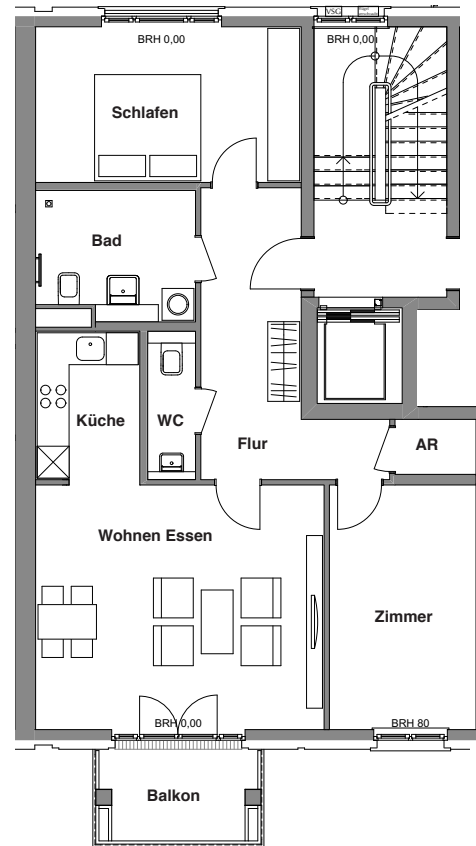 VSG
BRH 0,00
BRH 0,00
Schlafen
Bad
Küche
WC
Flur
AR
Wohnen Essen
Zimmer
BRH 0,00
BRH 80
Balkon